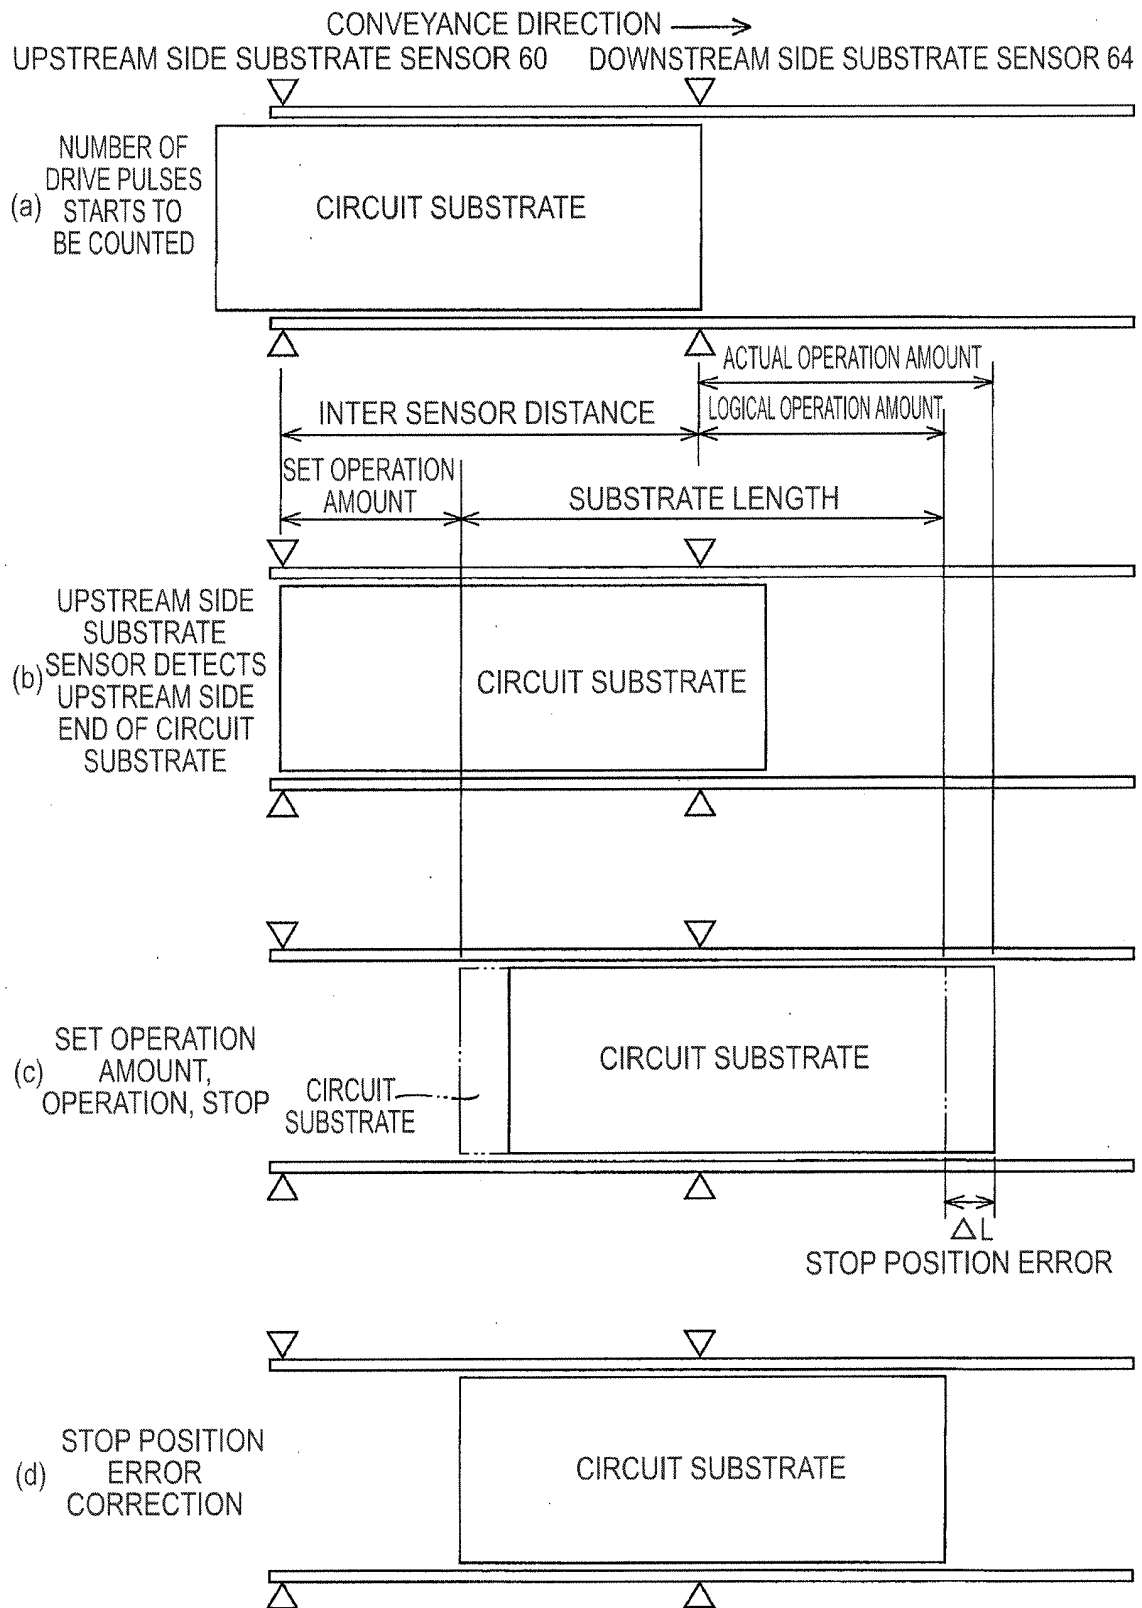 CONVEYANCE DIRECTION
UPSTREAM SIDE SUBSTRATE SENSOR 60
DOWNSTREAM SIDE SUBSTRATE SENSOR 64
(a)
NUMBER OF
DRIVE PULSES
STARTS TO
BE COUNTED
CIRCUIT SUBSTRATE
ACTUAL OPERATION AMOUNT
INTER SENSOR DISTANCE
LOGICAL OPERATION AMOUNT
SET OPERATION
AMOUNT
SUBSTRATE LENGTH
(b)
UPSTREAM SIDE
SUBSTRATE
SENSOR DETECTS
UPSTREAM SIDE
END OF CIRCUIT
SUBSTRATE
CIRCUIT SUBSTRATE
(c)
SET OPERATION
AMOUNT,
OPERATION, STOP
CIRCUIT
SUBSTRATE
CIRCUIT SUBSTRATE
△L
STOP POSITION ERROR
(d)
STOP POSITION
ERROR
CORRECTION
CIRCUIT SUBSTRATE